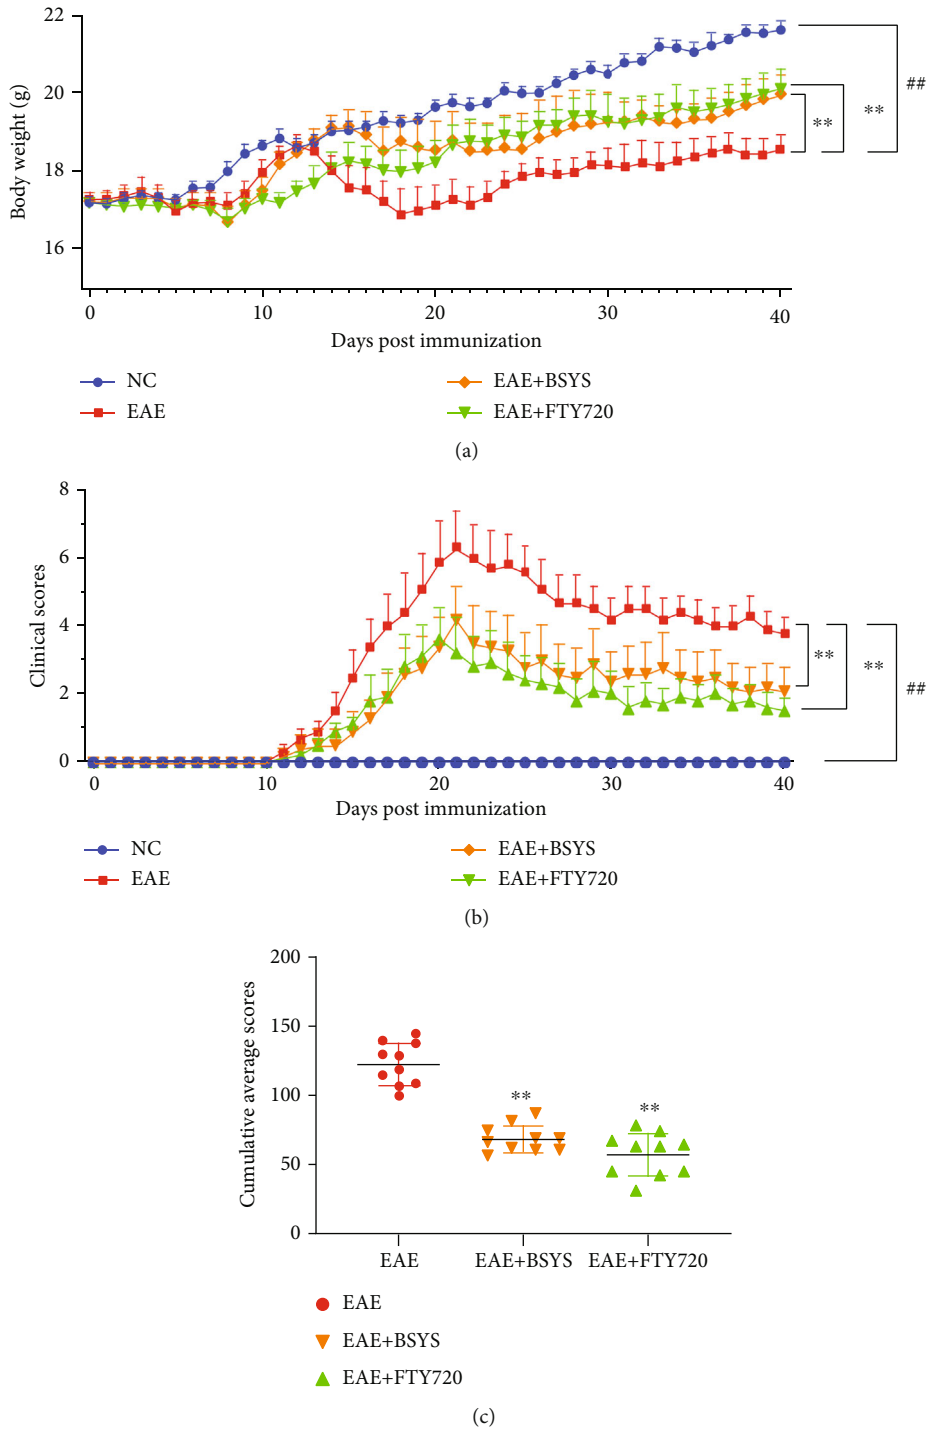 22
20
18
16
Body weight (g)
##
**
**
0 10 20 30 40
Days post immunization
NC
EAE
EAE+BSYS
EAE+FTY720
(a)
8
6
4
2
0
Clinical scores
**
**
##
0 10 20 30 40
Days post immunization
NC
EAE
EAE+BSYS
EAE+FTY720
(b)
200
150
100
50
0
Cumulative average scores
**
**
EAE EAE+BSYS EAE+FTY720
EAE
EAE+BSYS
EAE+FTY720
(c)